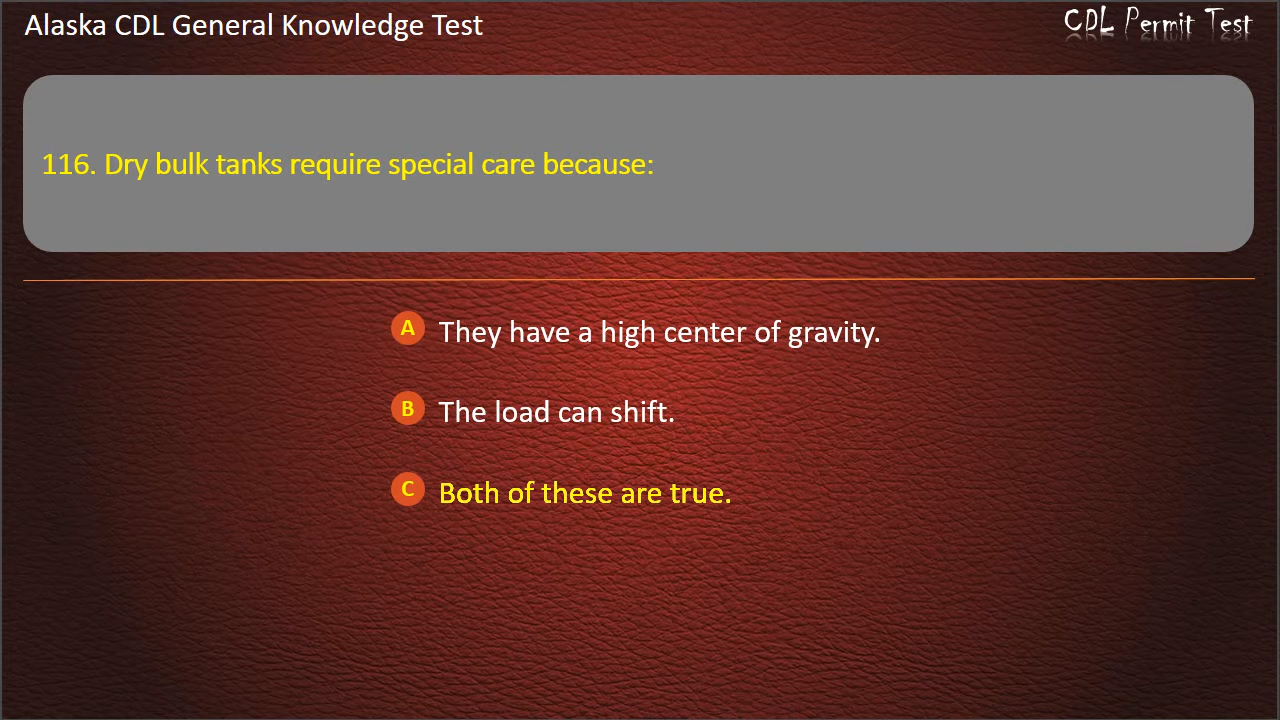 Alaska CDL General Knowledge Test
CDL Permit Test
116. Dry bulk tanks require special care because:
A They have a high center of gravity.
B The load can shift.
C Both of these are true.